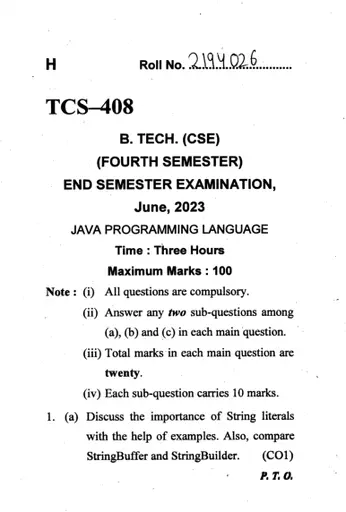 H Roll No. 2194026
TCS–408
B. TECH. (CSE)
(FOURTH SEMESTER)
END SEMESTER EXAMINATION,
June, 2023
JAVA PROGRAMMING LANGUAGE
Time : Three Hours
Maximum Marks : 100
Note : (i) All questions are compulsory.
(ii) Answer any two sub-questions among
(a), (b) and (c) in each main question.
(iii) Total marks in each main question are
twenty.
(iv) Each sub-question carries 10 marks.
1. (a) Discuss the importance of String literals
with the help of examples. Also, compare
StringBuffer and StringBuilder. (CO1)
P. T. O.